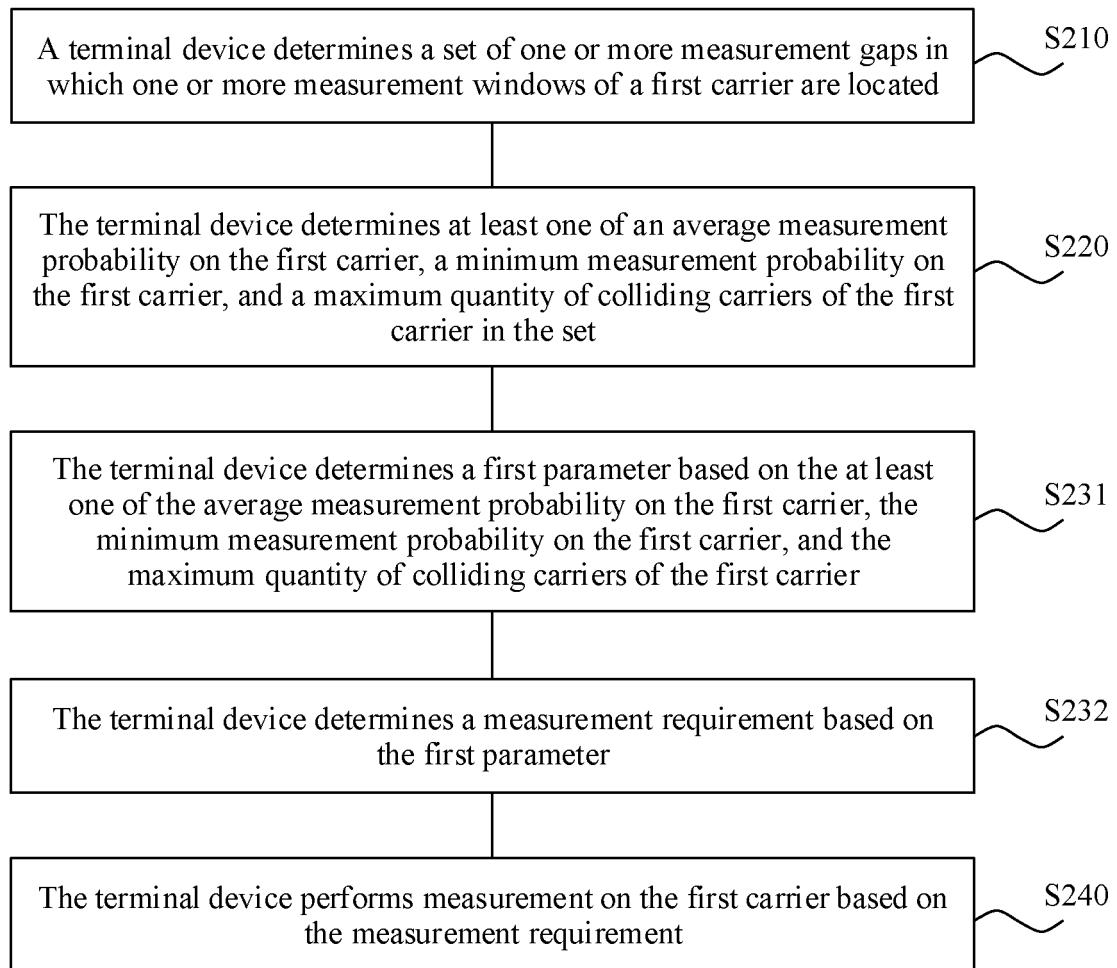 A terminal device determines a set of one or more measurement gaps in
which one or more measurement windows of a first carrier are located
S210
The terminal device determines at least one of an average measurement
probability on the first carrier, a minimum measurement probability on
the first carrier, and a maximum quantity of colliding carriers of the first
carrier in the set
S220
The terminal device determines a first parameter based on the at least
one of the average measurement probability on the first carrier, the
minimum measurement probability on the first carrier, and the
maximum quantity of colliding carriers of the first carrier
S231
The terminal device determines a measurement requirement based on
the first parameter
S232
The terminal device performs measurement on the first carrier based on
the measurement requirement
S240